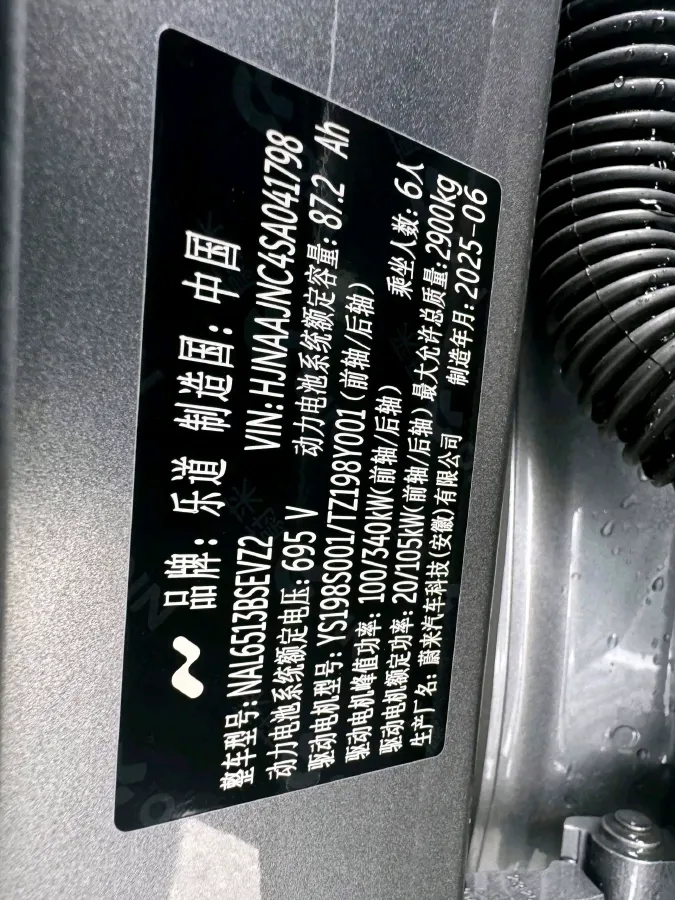 品牌：乐道 制造国：中国
整车型号：NAL6513BSEVZ2 VIN：HJNAAJNC4SA041798
动力电池系统额定电压：695 V 动力电池系统额定容量：87.2 Ah
驱动电机型号：YS198S001/TZ198Y001（前轴/后轴）
驱动电机峰值功率：100/340kW(前轴/后轴) 乘坐人数：6人
驱动电机额定功率：20/105kW(前轴/后轴) 最大允许总质量：2900kg
生产厂名：蔚来汽车科技(安徽)有限公司 制造年月：2025-06